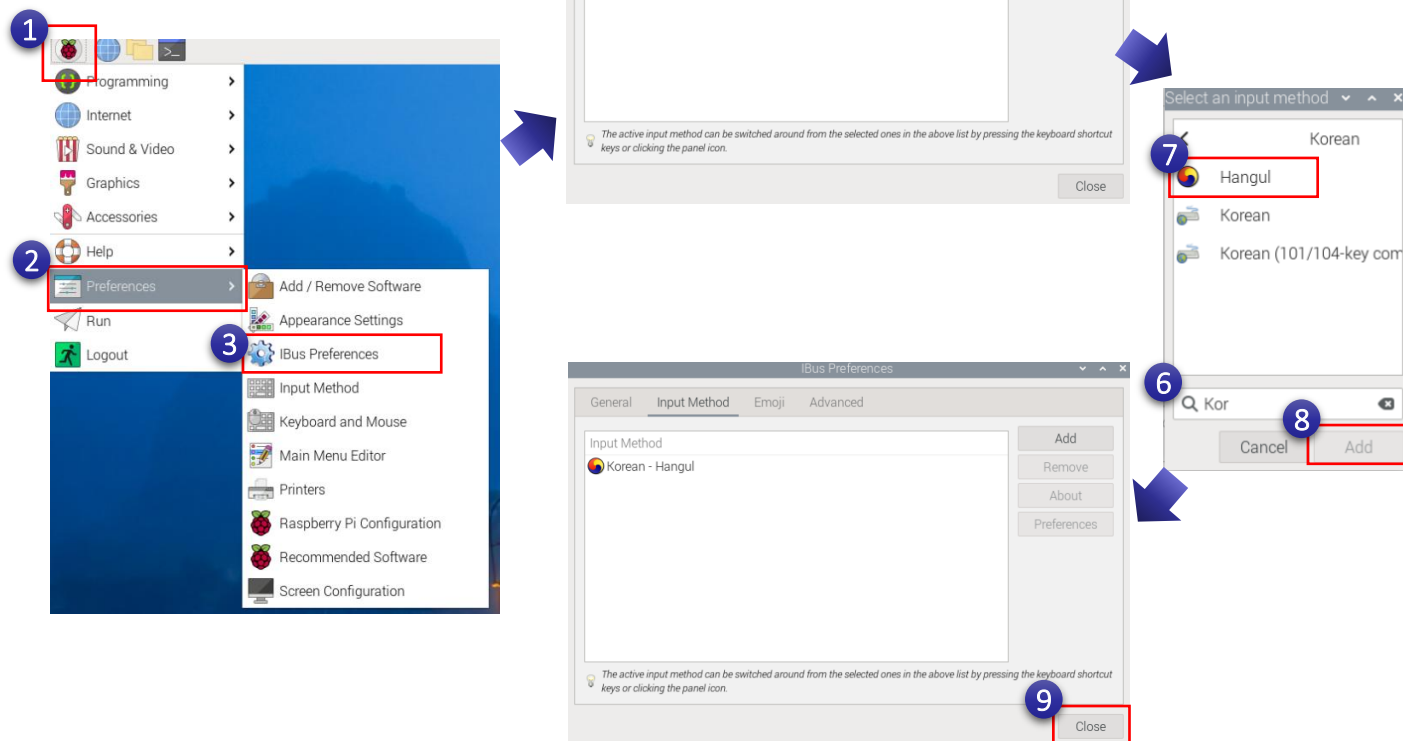 1
>_
Programming
Internet
Sound & Video
Graphics
Accessories
2
Help
Preferences
Run
Logout
3
Add / Remove Software
Appearance Settings
IBus Preferences
Input Method
Keyboard and Mouse
Main Menu Editor
Printers
Raspberry Pi Configuration
Recommended Software
Screen Configuration
The active input method can be switched around from the selected ones in the above list by pressing the keyboard shortcut
keys or clicking the panel icon.
Close
Select an input method
Korean
7
Hangul
Korean
Korean (101/104-key com
6
Kor
8
Cancel Add
IBus Preferences
General Input Method Emoji Advanced
Input Method
Korean - Hangul
Add
Remove
About
Preferences
The active input method can be switched around from the selected ones in the above list by pressing the keyboard shortcut
keys or clicking the panel icon.
9
Close